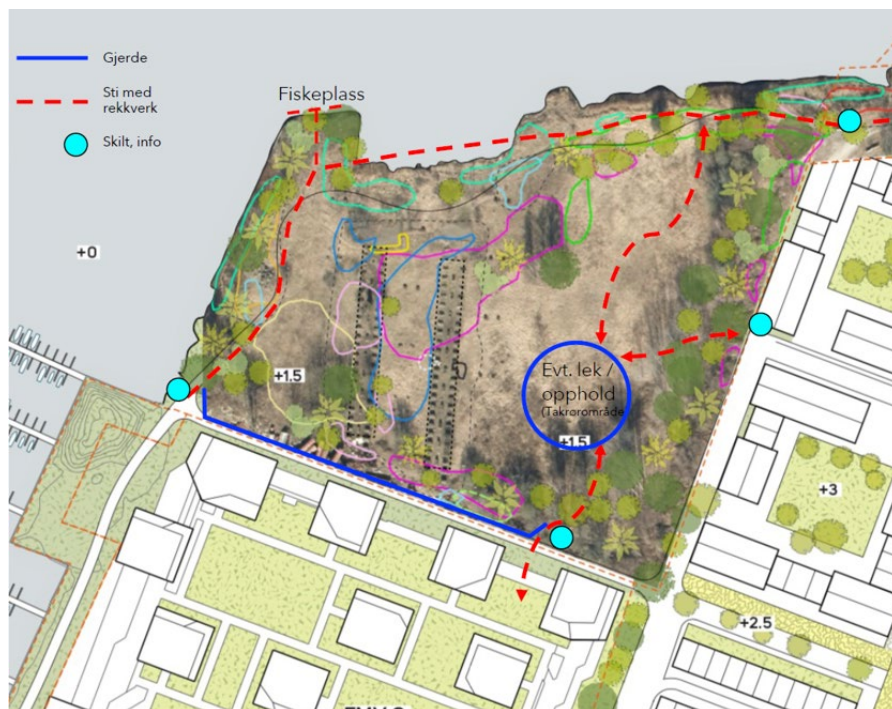 Gjerde
Sti med
rekkverk
Skilt, info
Fiskeplass
+0
+1.5
Evt. lek /
opphold
(Takrørområde
+1.5
+3
+2.5